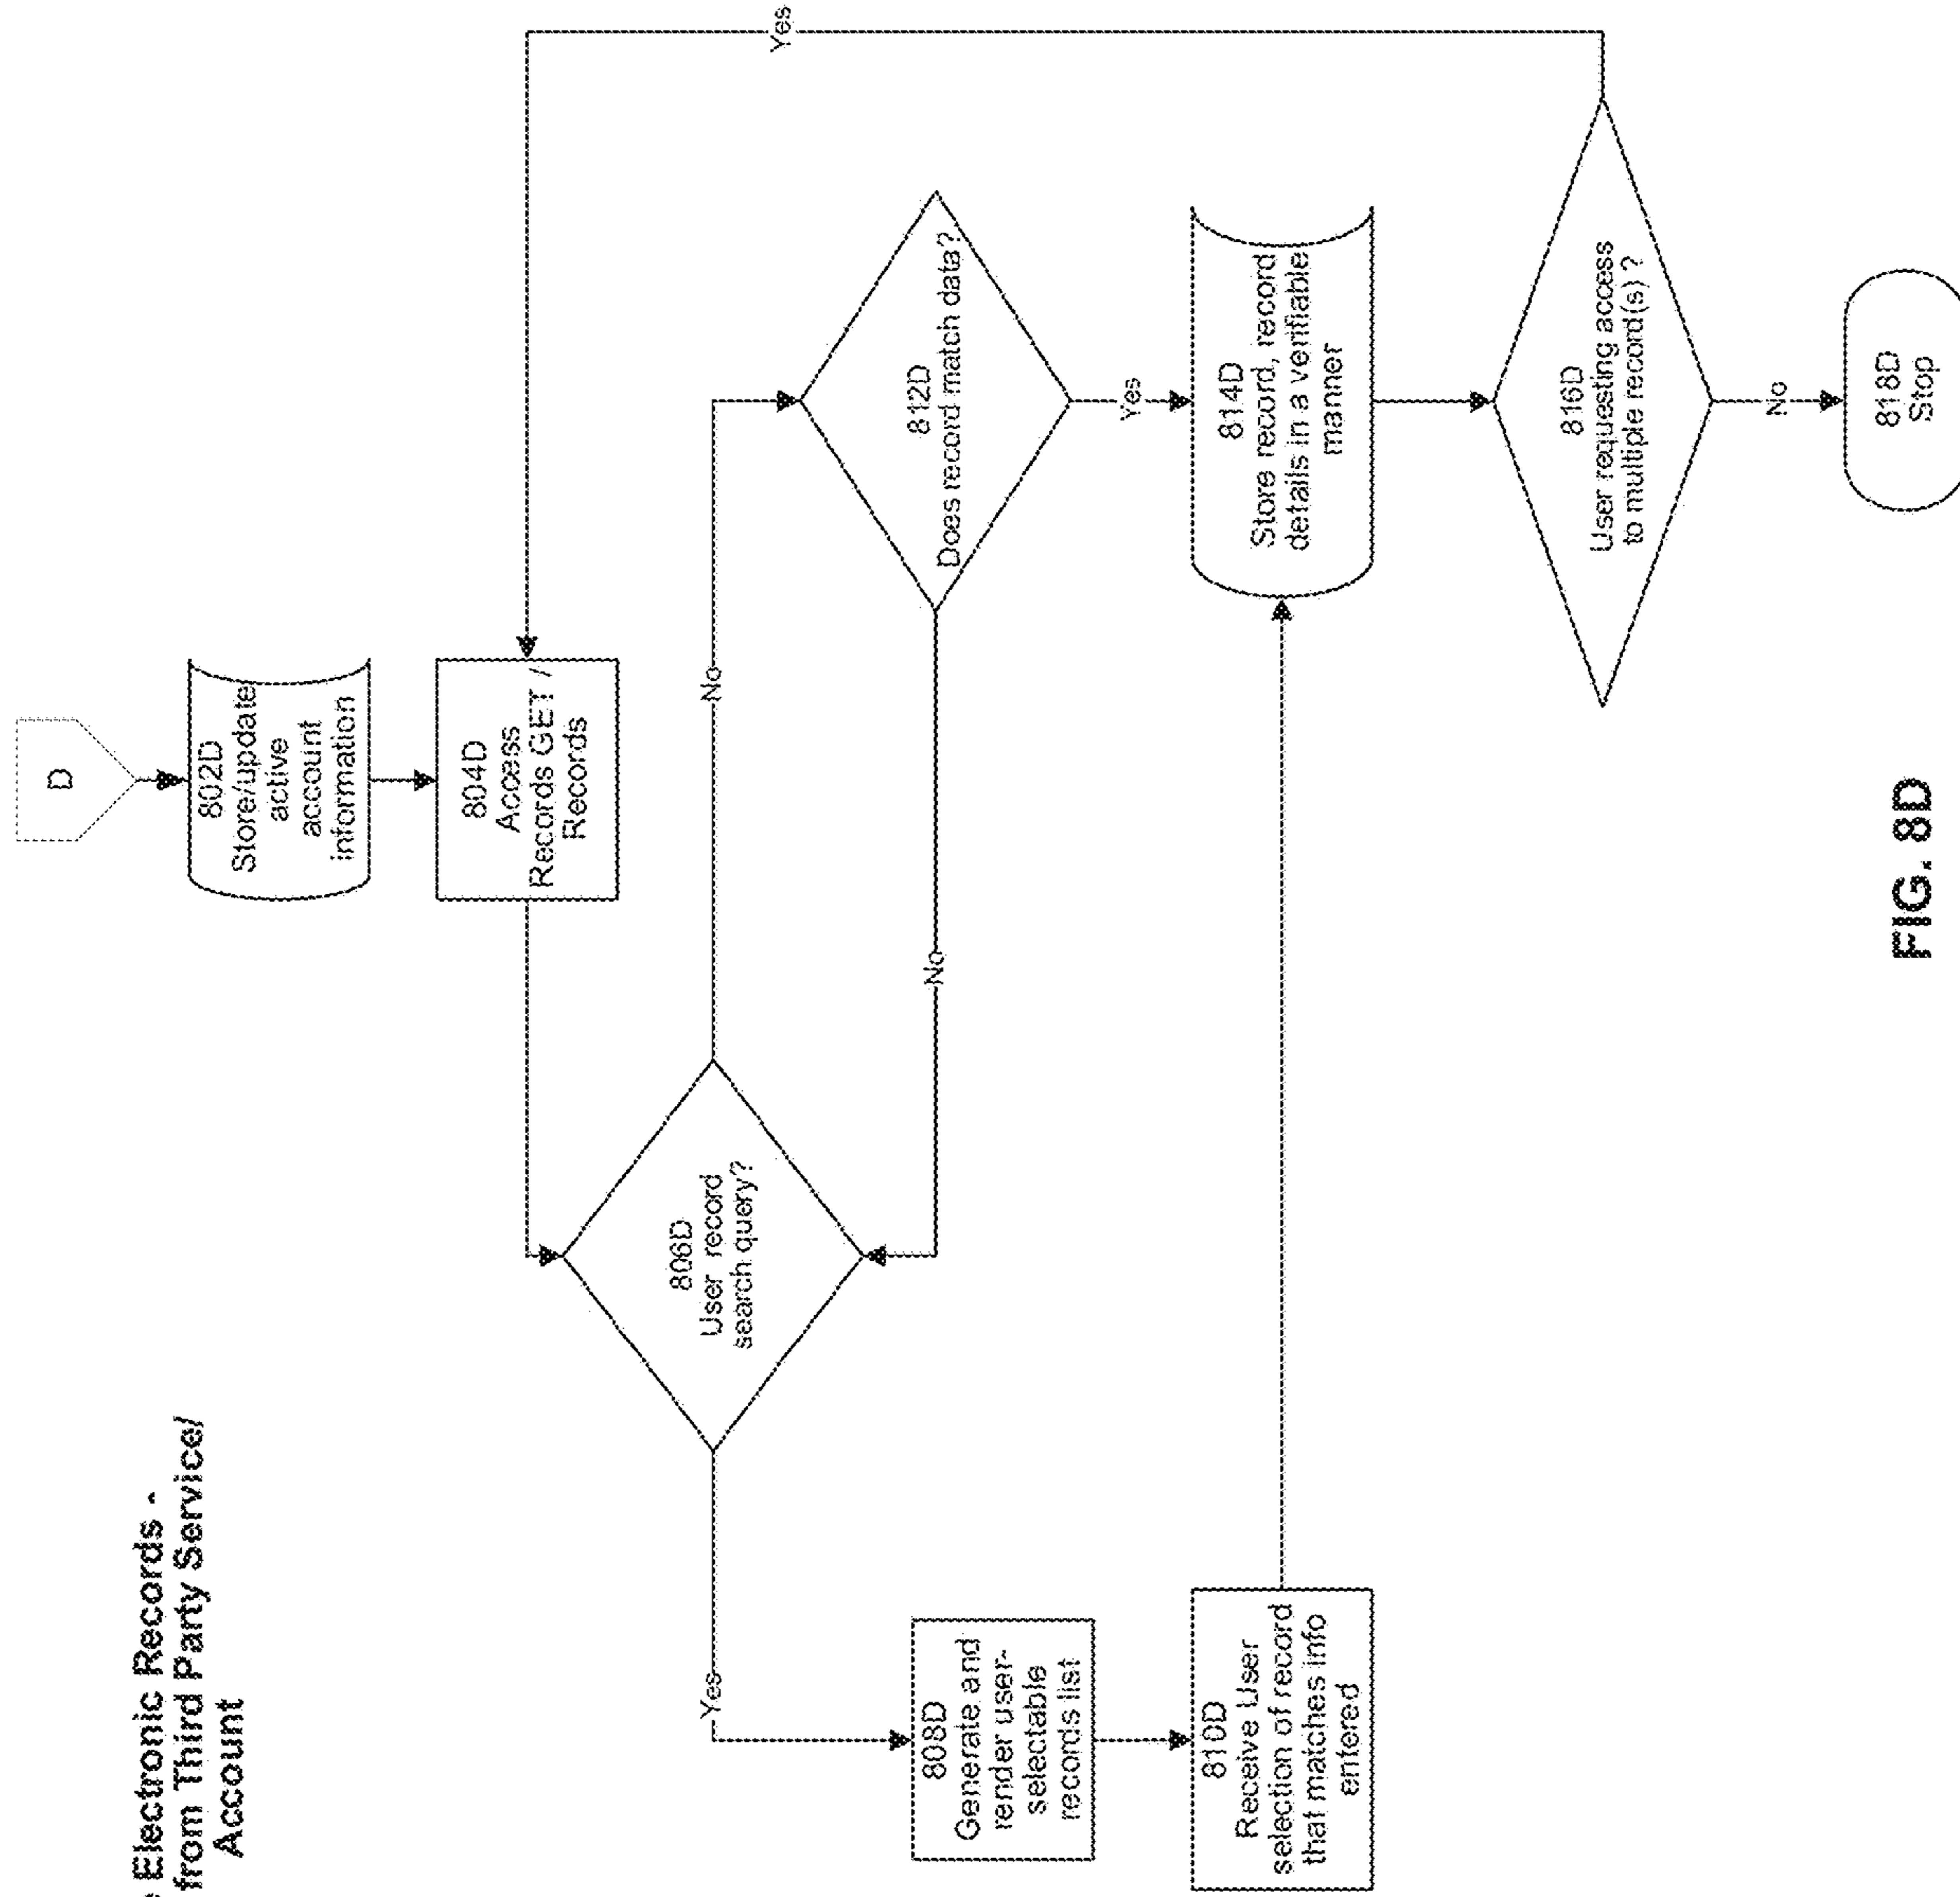 Electronic Records -
from Third Party Service/
Account
D
802D
Store/update
active
account
information
804D
Access
Records GET /
Records
806D
User record
search query?
Yes
No
808D
Generate and
render user-
selectable
records list
810D
Receive User
selection of record
that matches info
entered
812D
Does record match data?
No
Yes
814D
Store record, record
details in a verifiable
manner
816D
User requesting access
to multiple record(s) ?
Yes
No
818D
Stop
FIG. 8D